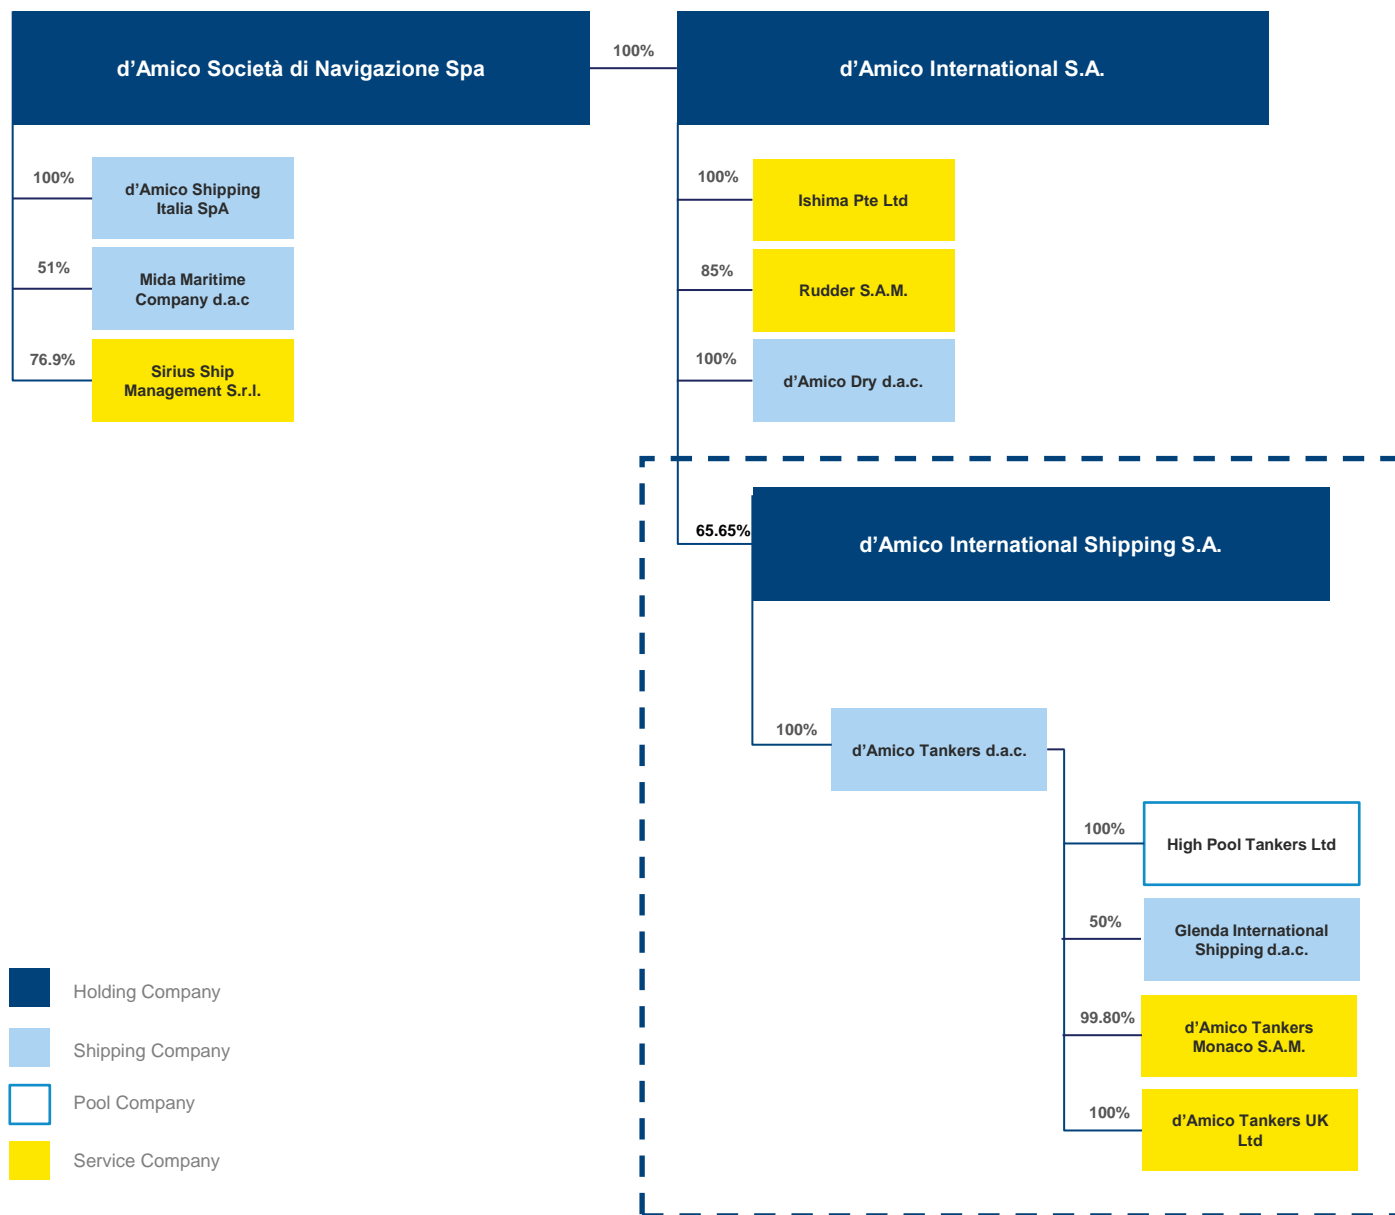 d'Amico Società di Navigazione Spa
100%
d'Amico International S.A.
100%
d'Amico Shipping
Italia SpA
51%
Mida Maritime
Company d.a.c
76.9%
Sirius Ship
Management S.r.l.
100%
Ishima Pte Ltd
85%
Rudder S.A.M.
100%
d'Amico Dry d.a.c.
65.65%
d'Amico International Shipping S.A.
100%
d'Amico Tankers d.a.c.
100%
High Pool Tankers Ltd
50%
Glenda International
Shipping d.a.c.
99.80%
d'Amico Tankers
Monaco S.A.M.
100%
d'Amico Tankers UK
Ltd
Holding Company
Shipping Company
Pool Company
Service Company